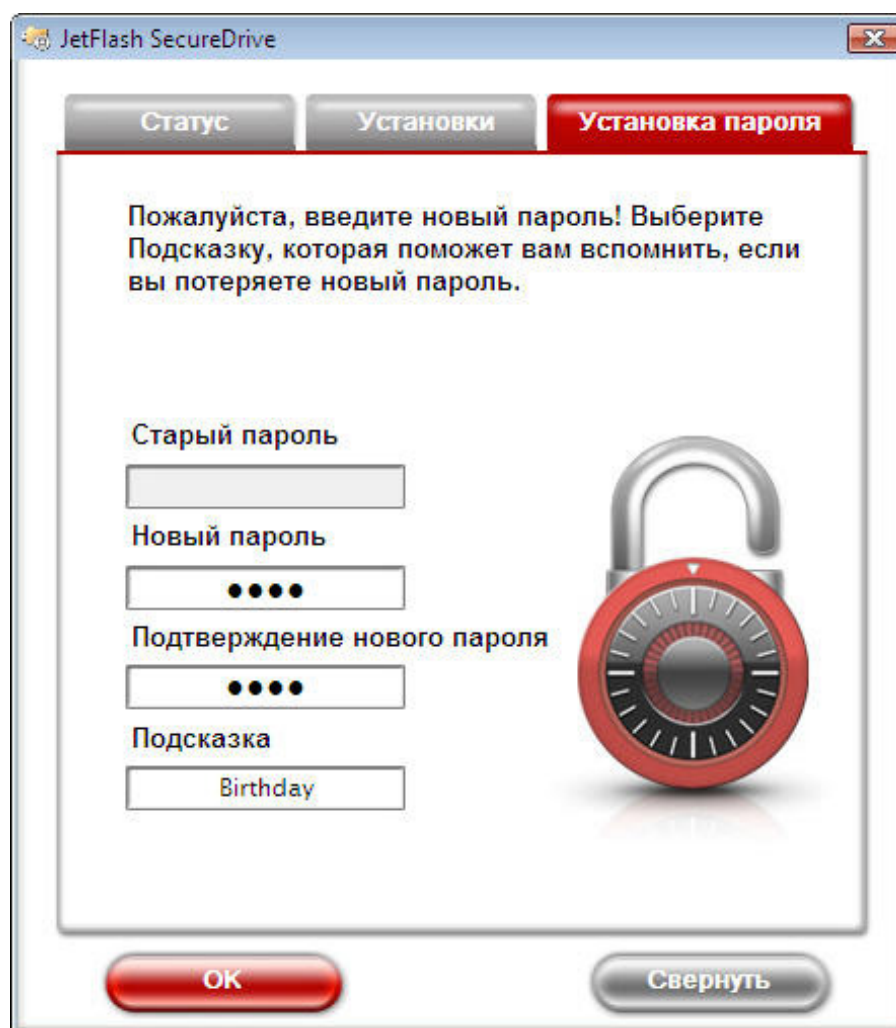 JetFlash SecureDrive
Статус Установки Установка пароля
Пожалуйста, введите новый пароль! Выберите
Подсказку, которая поможет вам вспомнить, если
вы потеряете новый пароль.
Старый пароль
Новый пароль
●●●●
Подтверждение нового пароля
●●●●
Подсказка
Birthday
OK Свернуть